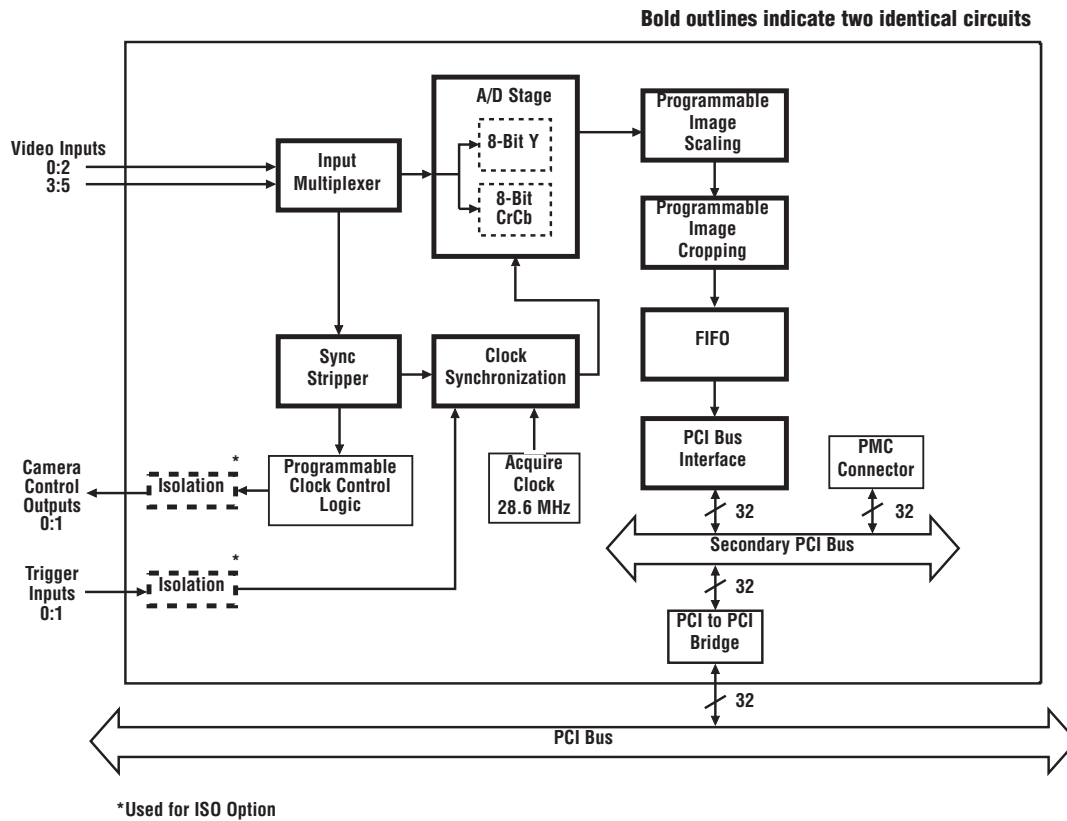 Bold outlines indicate two identical circuits
A/D Stage
8-Bit Y
8-Bit
CrCb
Programmable
Image
Scaling
Video Inputs
0:2
3:5
Input
Multiplexer
Programmable
Image
Cropping
FIFO
Sync
Stripper
Clock
Synchronization
PCI Bus
Interface
PMC
Connector
Camera
Control
Outputs
0:1
*
Isolation
Programmable
Clock Control
Logic
Acquire
Clock
28.6 MHz
32
32
Secondary PCI Bus
Trigger
Inputs
0:1
*
Isolation
32
PCI to PCI
Bridge
32
PCI Bus
*Used for ISO Option